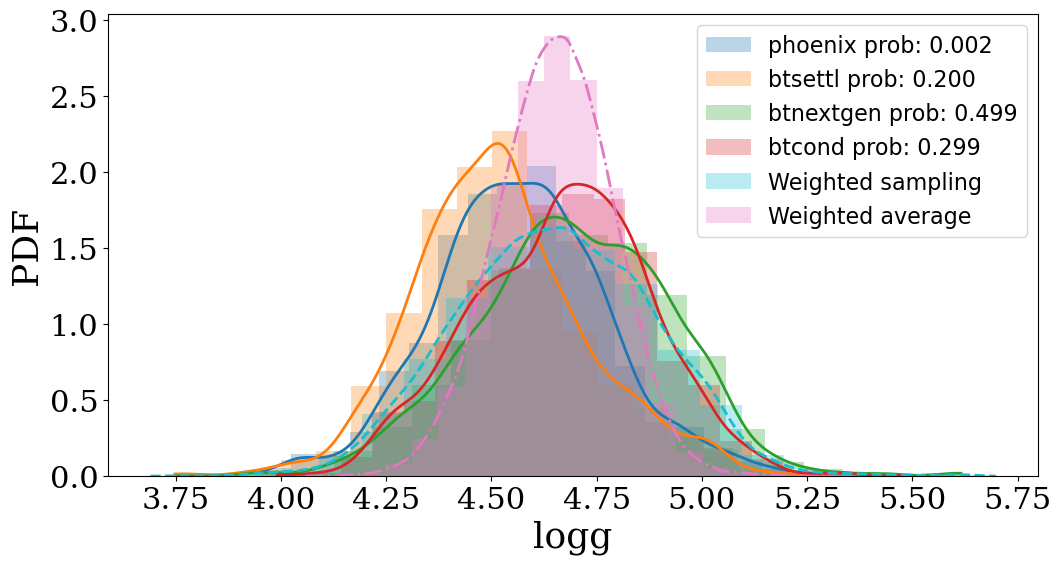 3.0
2.5
2.0
1.5
1.0
0.5
0.0
PDF
phoenix prob: 0.002
btsettl prob: 0.200
btnextgen prob: 0.499
btcond prob: 0.299
Weighted sampling
Weighted average
3.75 4.00 4.25 4.50 4.75 5.00 5.25 5.50 5.75
logg